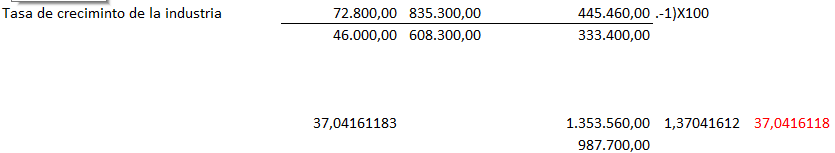 Tasa de creciminto de la industria 72.800,00 835.300,00 445.460,00 .-1)X100
46.000,00 608.300,00 333.400,00
37,04161183 1.353.560,00 1,37041612 37,0416118
987.700,00